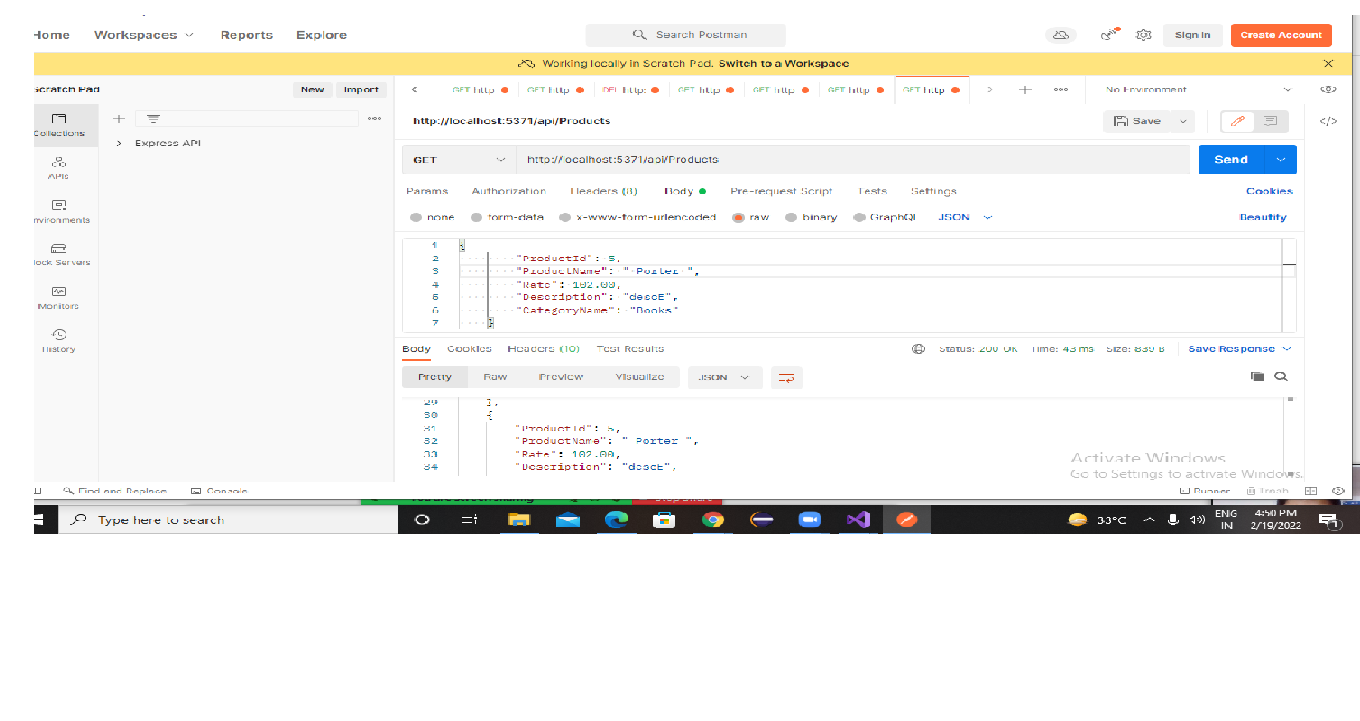 Home Workspaces Reports Explore Search Postman Sign In Create Account
Working locally in Scratch Pad. Switch to a Workspace
Scratch Pad New Import GET http GET http DEL http: GET http GET http GET http GET http No Environment
Collections
Express API
APIs
http://localhost:5371/api/Products Save
GET http://localhost:5371/api/Products Send
Params Authorization Headers (8) Body Pre-request Script Tests Settings Cookies
none form-data x-www-form-urlencoded raw binary GraphQL JSON Beautify
1 {
2 "ProductId": 5,
3 "ProductName": " Porter ",
4 "Rate": 102.00,
5 "Description": "descE",
6 "CategoryName": "Books"
7 }
Environments
Mock Servers
Monitors
History
Body Cookies Headers (10) Test Results Status: 200 OK Time: 43 ms Size: 839 B Save Response
Pretty Raw Preview Visualize JSON
29 },
30 {
31 "ProductId": 5,
32 "ProductName": " Porter ",
33 "Rate": 102.00,
34 "Description": "descE",
Activate Windows
Go to Settings to activate Windows.
Find and Replace Console Runner Trash
Type here to search 33°C ENG 4:50 PM
IN 2/19/2022
1